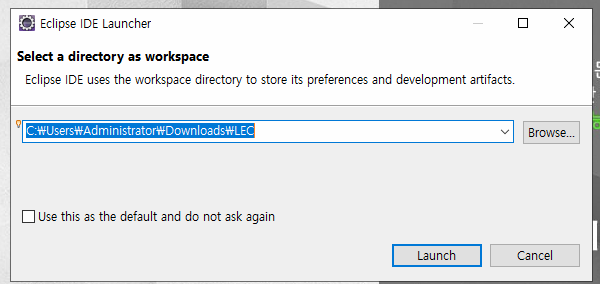 Eclipse IDE Launcher
Select a directory as workspace
Eclipse IDE uses the workspace directory to store its preferences and development artifacts.
C:₩Users₩Administrator₩Downloads₩LEC
Browse...
Use this as the default and do not ask again
Launch
Cancel